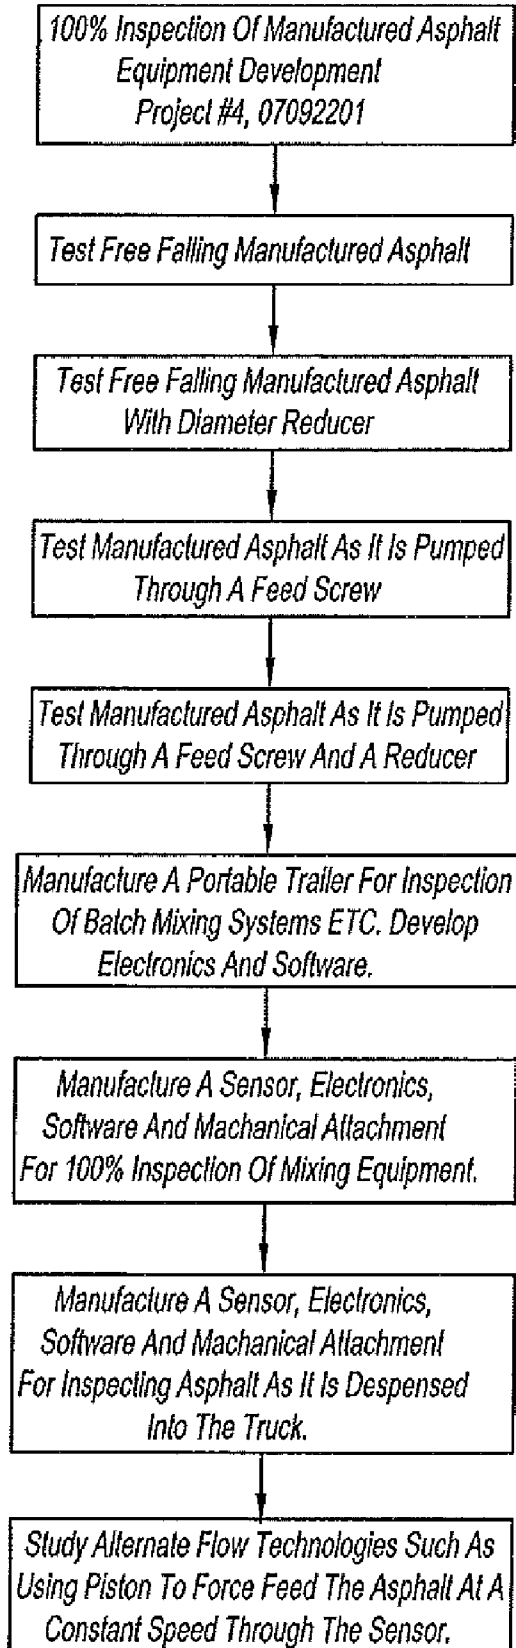 100% Inspection Of Manufactured Asphalt
Equipment Development
Project #4, 07092201
Test Free Falling Manufactured Asphalt
Test Free Falling Manufactured Asphalt
With Diameter Reducer
Test Manufactured Asphalt As It Is Pumped
Through A Feed Screw
Test Manufactured Asphalt As It Is Pumped
Through A Feed Screw And A Reducer
Manufacture A Portable Trailer For Inspection
Of Batch Mixing Systems ETC. Develop
Electronics And Software.
Manufacture A Sensor, Electronics,
Software And Machanical Attachment
For 100% Inspection Of Mixing Equipment.
Manufacture A Sensor, Electronics,
Software And Machanical Attachment
For Inspecting Asphalt As It Is Despensed
Into The Truck.
Study Alternate Flow Technologies Such As
Using Piston To Force Feed The Asphalt At A
Constant Speed Through The Sensor.